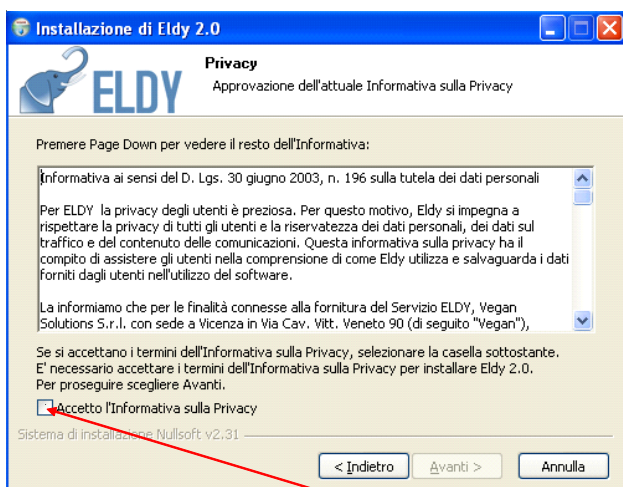 Installazione di Eldy 2.0
ELDY
Privacy
Approvazione dell'attuale Informativa sulla Privacy
Premere Page Down per vedere il resto dell'Informativa:
Informativa ai sensi del D. Lgs. 30 giugno 2003, n. 196 sulla tutela dei dati personali
Per ELDY la privacy degli utenti è preziosa. Per questo motivo, Eldy si impegna a
rispettare la privacy di tutti gli utenti e la riservatezza dei dati personali, dei dati sul
traffico e del contenuto delle comunicazioni. Questa informativa sulla privacy ha il
compito di assistere gli utenti nella comprensione di come Eldy utilizza e salvaguarda i dati
forniti dagli utenti nell'utilizzo del software.
La informiamo che per le finalità connesse alla fornitura del Servizio ELDY, Vegan
Solutions S.r.l. con sede a Vicenza in Via Cav. Vitt. Veneto 90 (di seguito "Vegan"),
Se si accettano i termini dell'Informativa sulla Privacy, selezionare la casella sottostante.
E' necessario accettare i termini dell'Informativa sulla Privacy per installare Eldy 2.0.
Per proseguire scegliere Avanti.
Accetto l'Informativa sulla Privacy
Sistema di installazione Nullsoft v2.31
< Indietro
Avanti >
Annulla